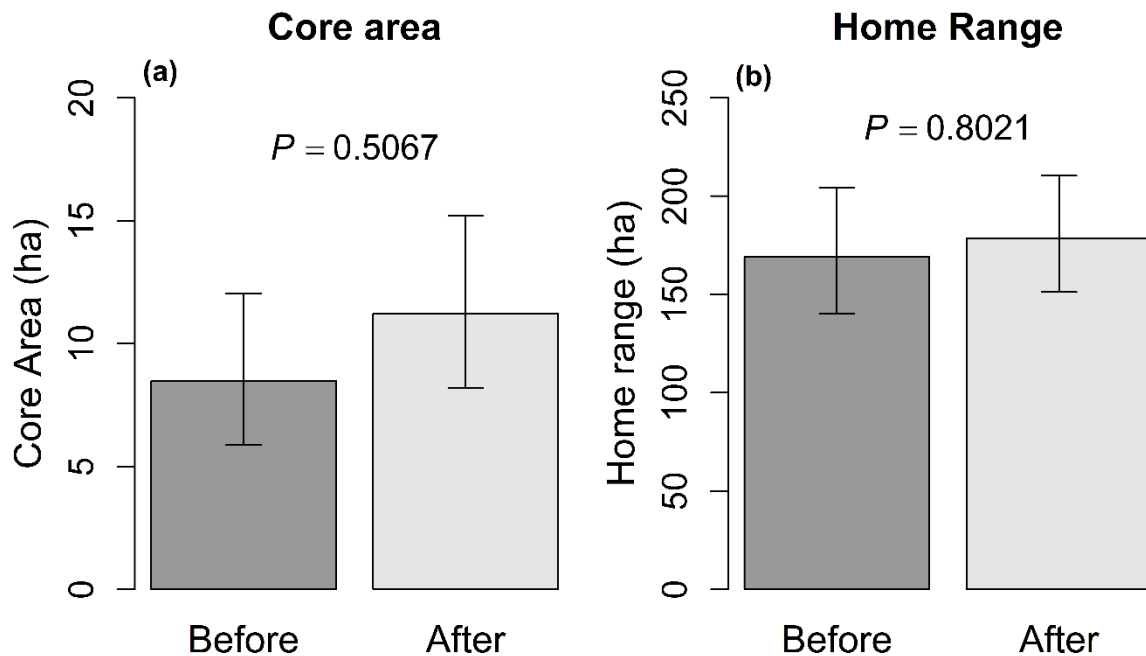 Core area
(a)
P = 0.5067
Core Area (ha)
20
15
10
5
0
Before After
Home Range
(b)
P = 0.8021
Home range (ha)
250
200
150
100
50
0
Before After